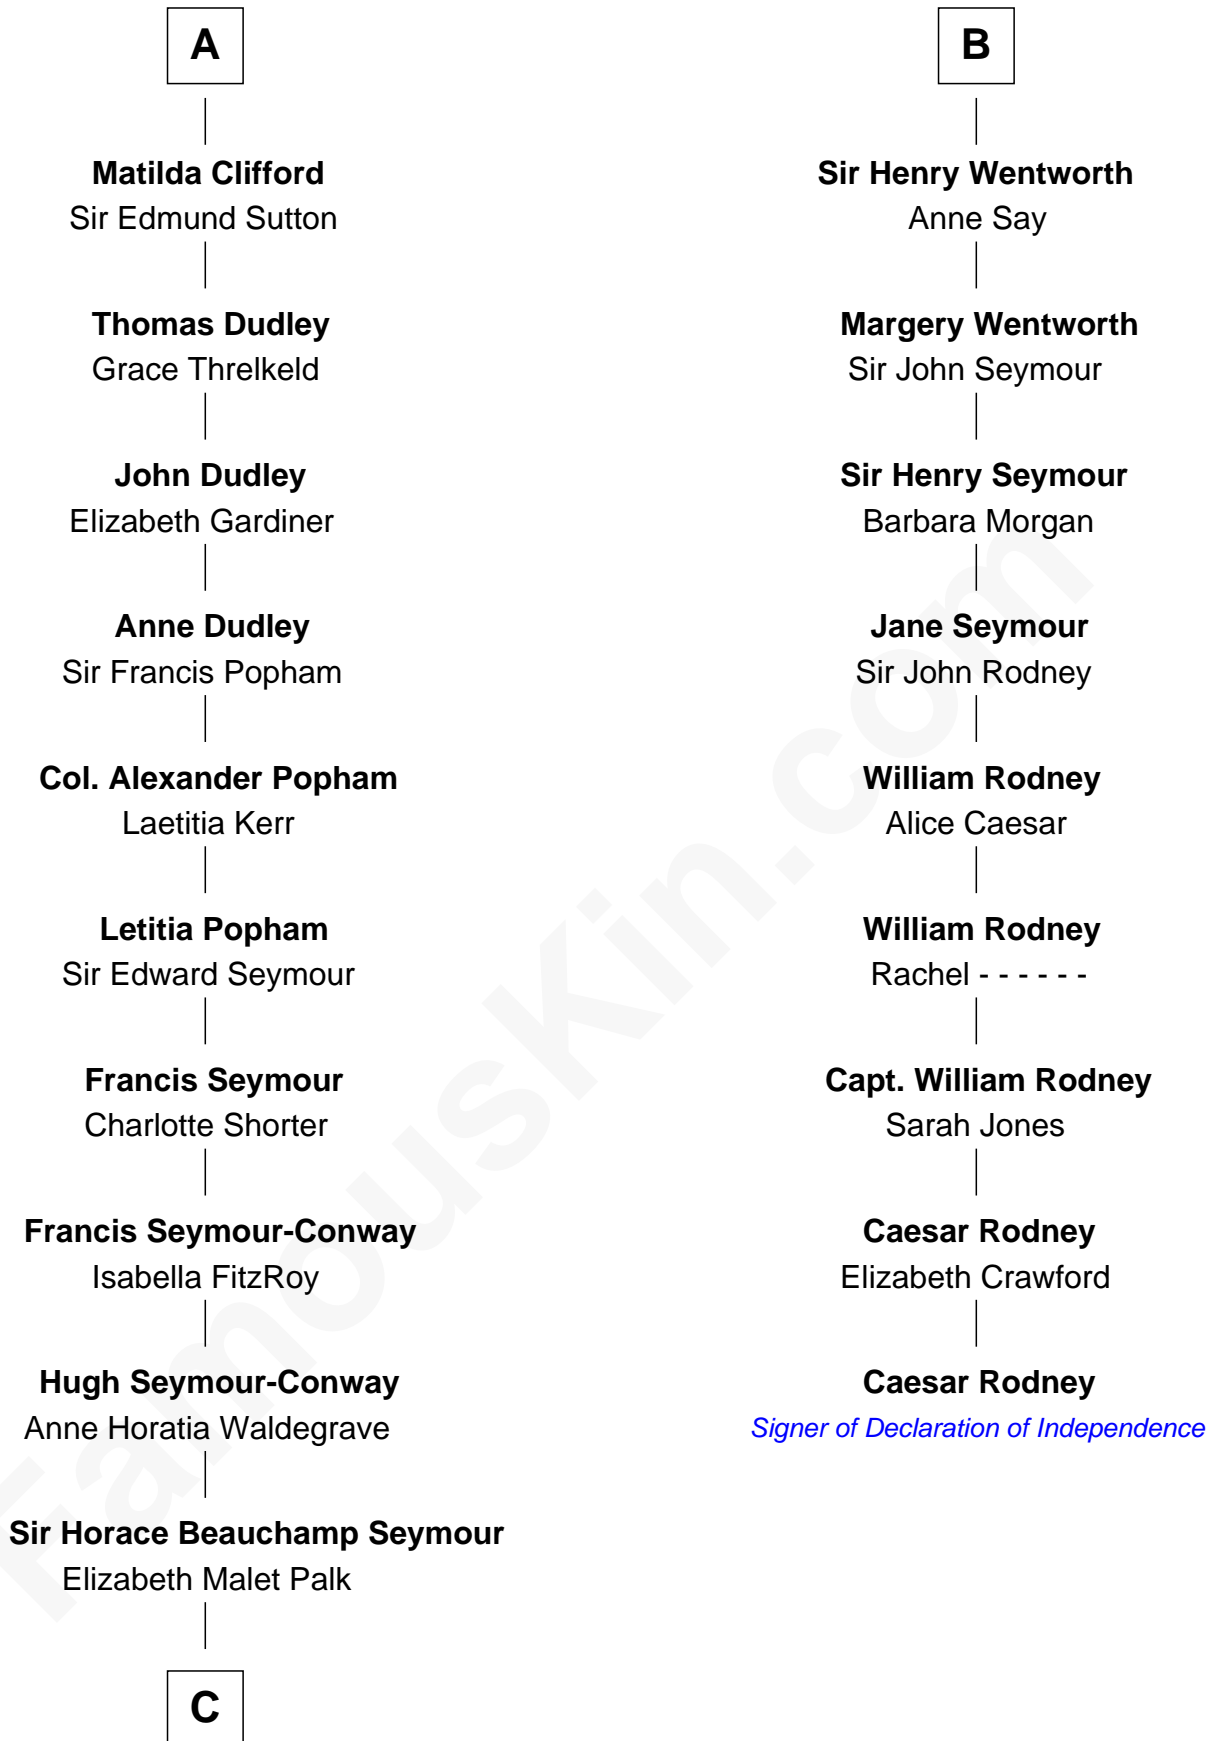 A
Matilda Clifford
Sir Edmund Sutton
Thomas Dudley
Grace Threlkeld
John Dudley
Elizabeth Gardiner
Anne Dudley
Sir Francis Popham
Col. Alexander Popham
Laetitia Kerr
Letitia Popham
Sir Edward Seymour
Francis Seymour
Charlotte Shorter
Francis Seymour-Conway
Isabella FitzRoy
Hugh Seymour-Conway
Anne Horatia Waldegrave
Sir Horace Beauchamp Seymour
Elizabeth Malet Palk
C
B
Sir Henry Wentworth
Anne Say
Margery Wentworth
Sir John Seymour
Sir Henry Seymour
Barbara Morgan
Jane Seymour
Sir John Rodney
William Rodney
Alice Caesar
William Rodney
Rachel - - - - - -
Capt. William Rodney
Sarah Jones
Caesar Rodney
Elizabeth Crawford
Caesar Rodney
Signer of Declaration of Independence
FamousKin.com